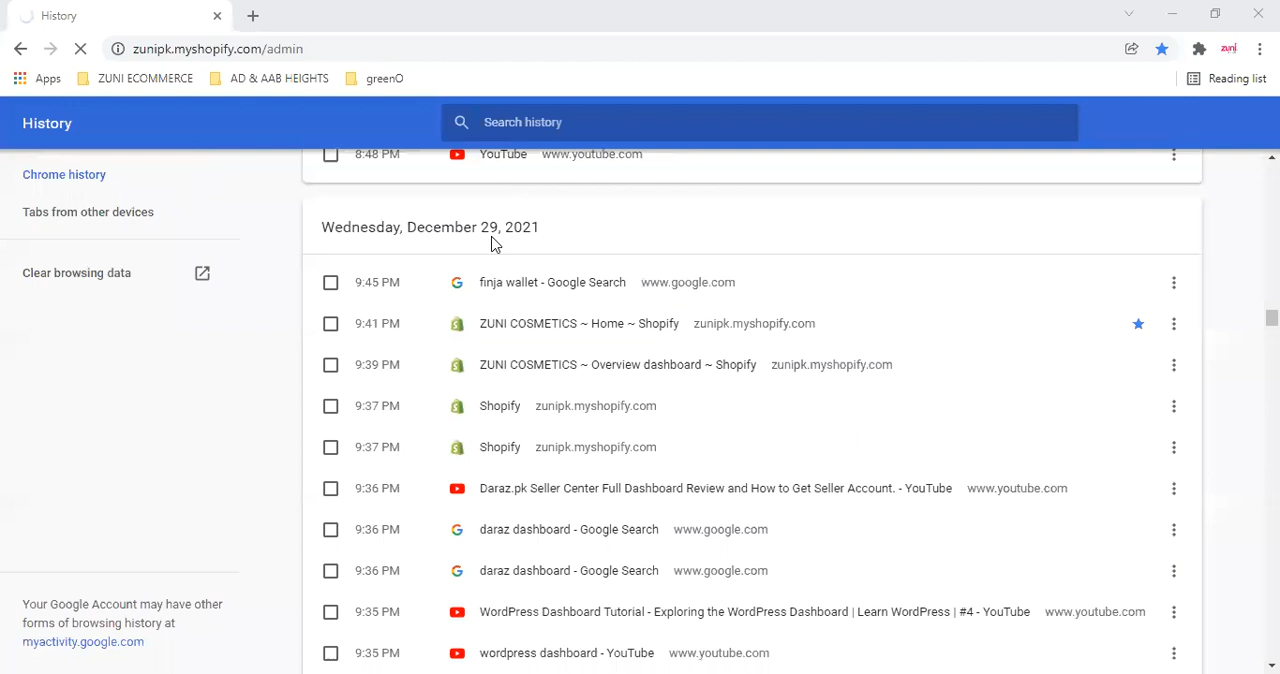 History
zunipk.myshopify.com/admin
zuni
Apps ZUNI ECOMMERCE AD & AAB HEIGHTS greenO Reading list
History Search history
Chrome history
Tabs from other devices
Clear browsing data
8:48 PM YouTube www.youtube.com
Wednesday, December 29, 2021
9:45 PM finja wallet - Google Search www.google.com
9:41 PM ZUNI COSMETICS ~ Home ~ Shopify zunipk.myshopify.com
9:39 PM ZUNI COSMETICS ~ Overview dashboard ~ Shopify zunipk.myshopify.com
9:37 PM Shopify zunipk.myshopify.com
9:37 PM Shopify zunipk.myshopify.com
9:36 PM Daraz.pk Seller Center Full Dashboard Review and How to Get Seller Account. - YouTube www.youtube.com
9:36 PM daraz dashboard - Google Search www.google.com
9:36 PM daraz dashboard - Google Search www.google.com
9:35 PM WordPress Dashboard Tutorial - Exploring the WordPress Dashboard | Learn WordPress | #4 - YouTube www.youtube.com
9:35 PM wordpress dashboard - YouTube www.youtube.com
Your Google Account may have other
forms of browsing history at
myactivity.google.com